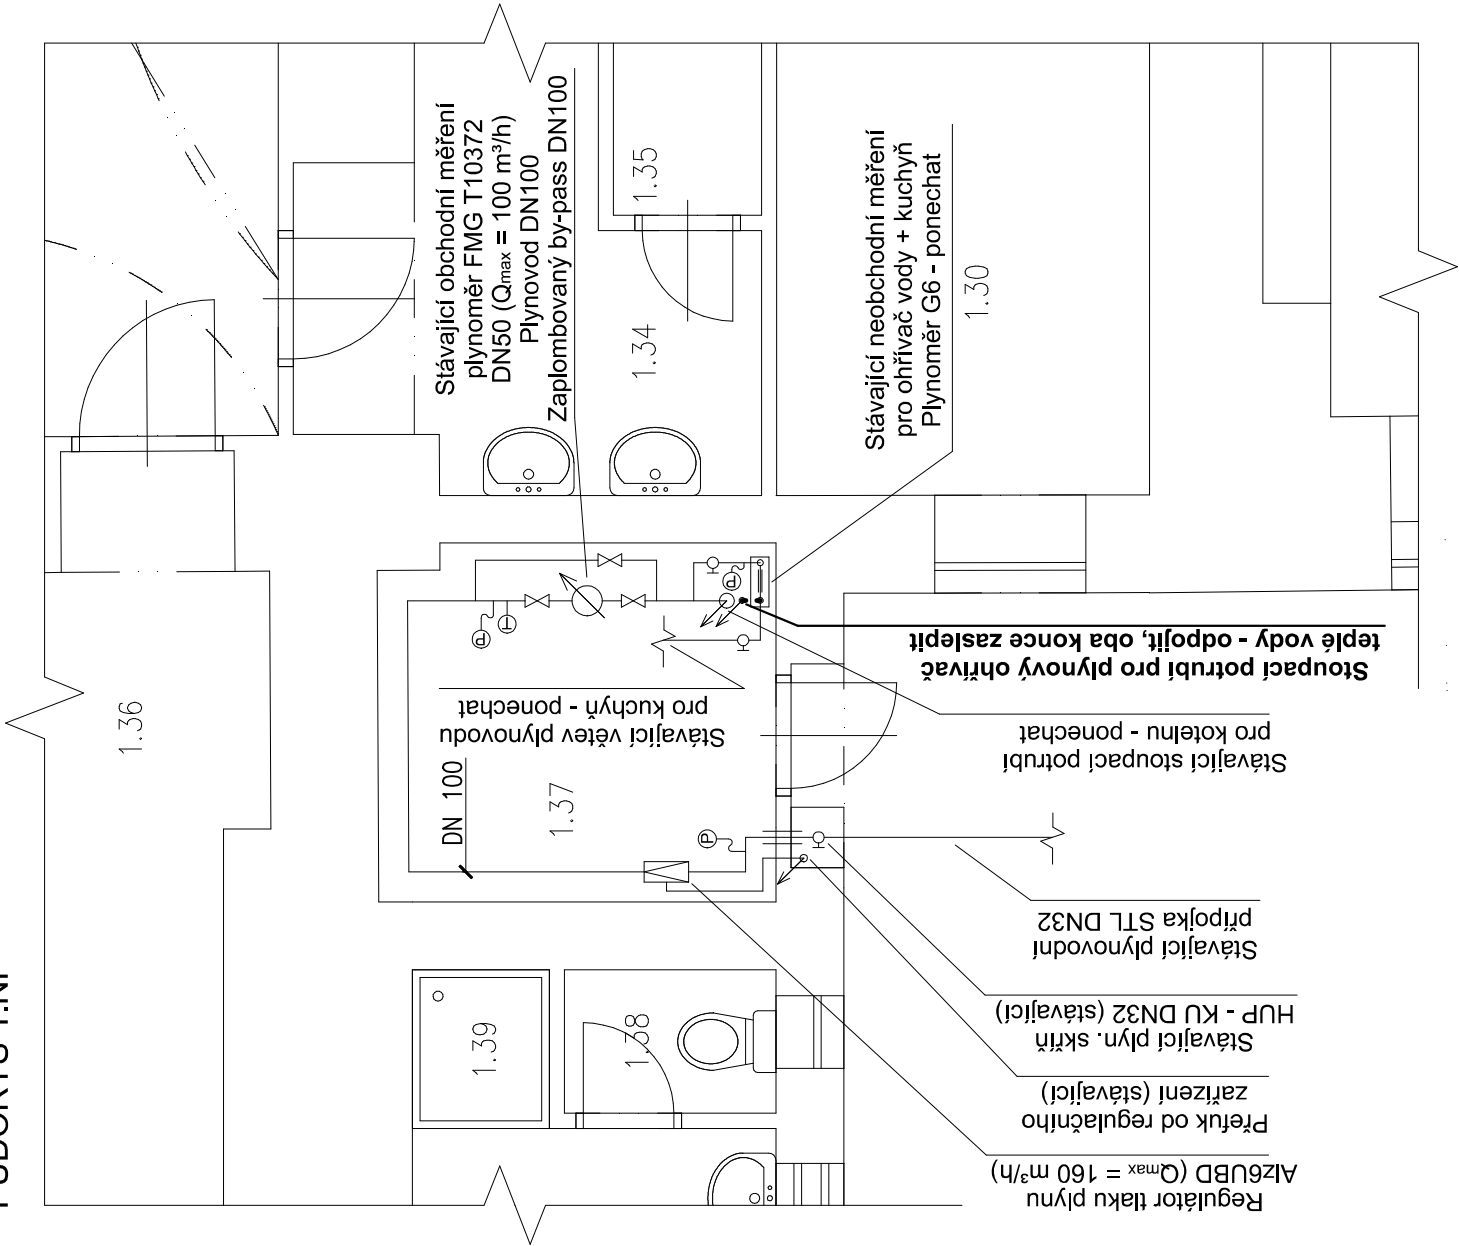 PŮDORYS 1.NP
Stávající obchodní měření
plynoměr FMG T10372
DN50 (Qmax = 100 m³/h)
Plynovod DN100
Zaplombovaný by-pass DN100
1.35
1.34
Stávající neobchodní měření
pro ohřívač vody + kuchyň
Plynoměr G6 - ponechat
1.30
1.36
P
T
P
Stoupací potrubí pro plynový ohřívač
teplé vody - odpojit, oba konce zaslepit
Stávající větev plynovodu
pro kuchyň - ponechat
Stávající stoupací potrubí
pro kotelnu - ponechat
DN 100
1.37
P
Stávající plynovodní
přípojka STL DN32
Stávající plyn. skříň
HUP - KU DN32 (stávající)
Přefuk od regulačního
zařízení (stávající)
Regulátor tlaku plynu
Alz6UBD (Qmax = 160 m³/h)
1.39
1.38